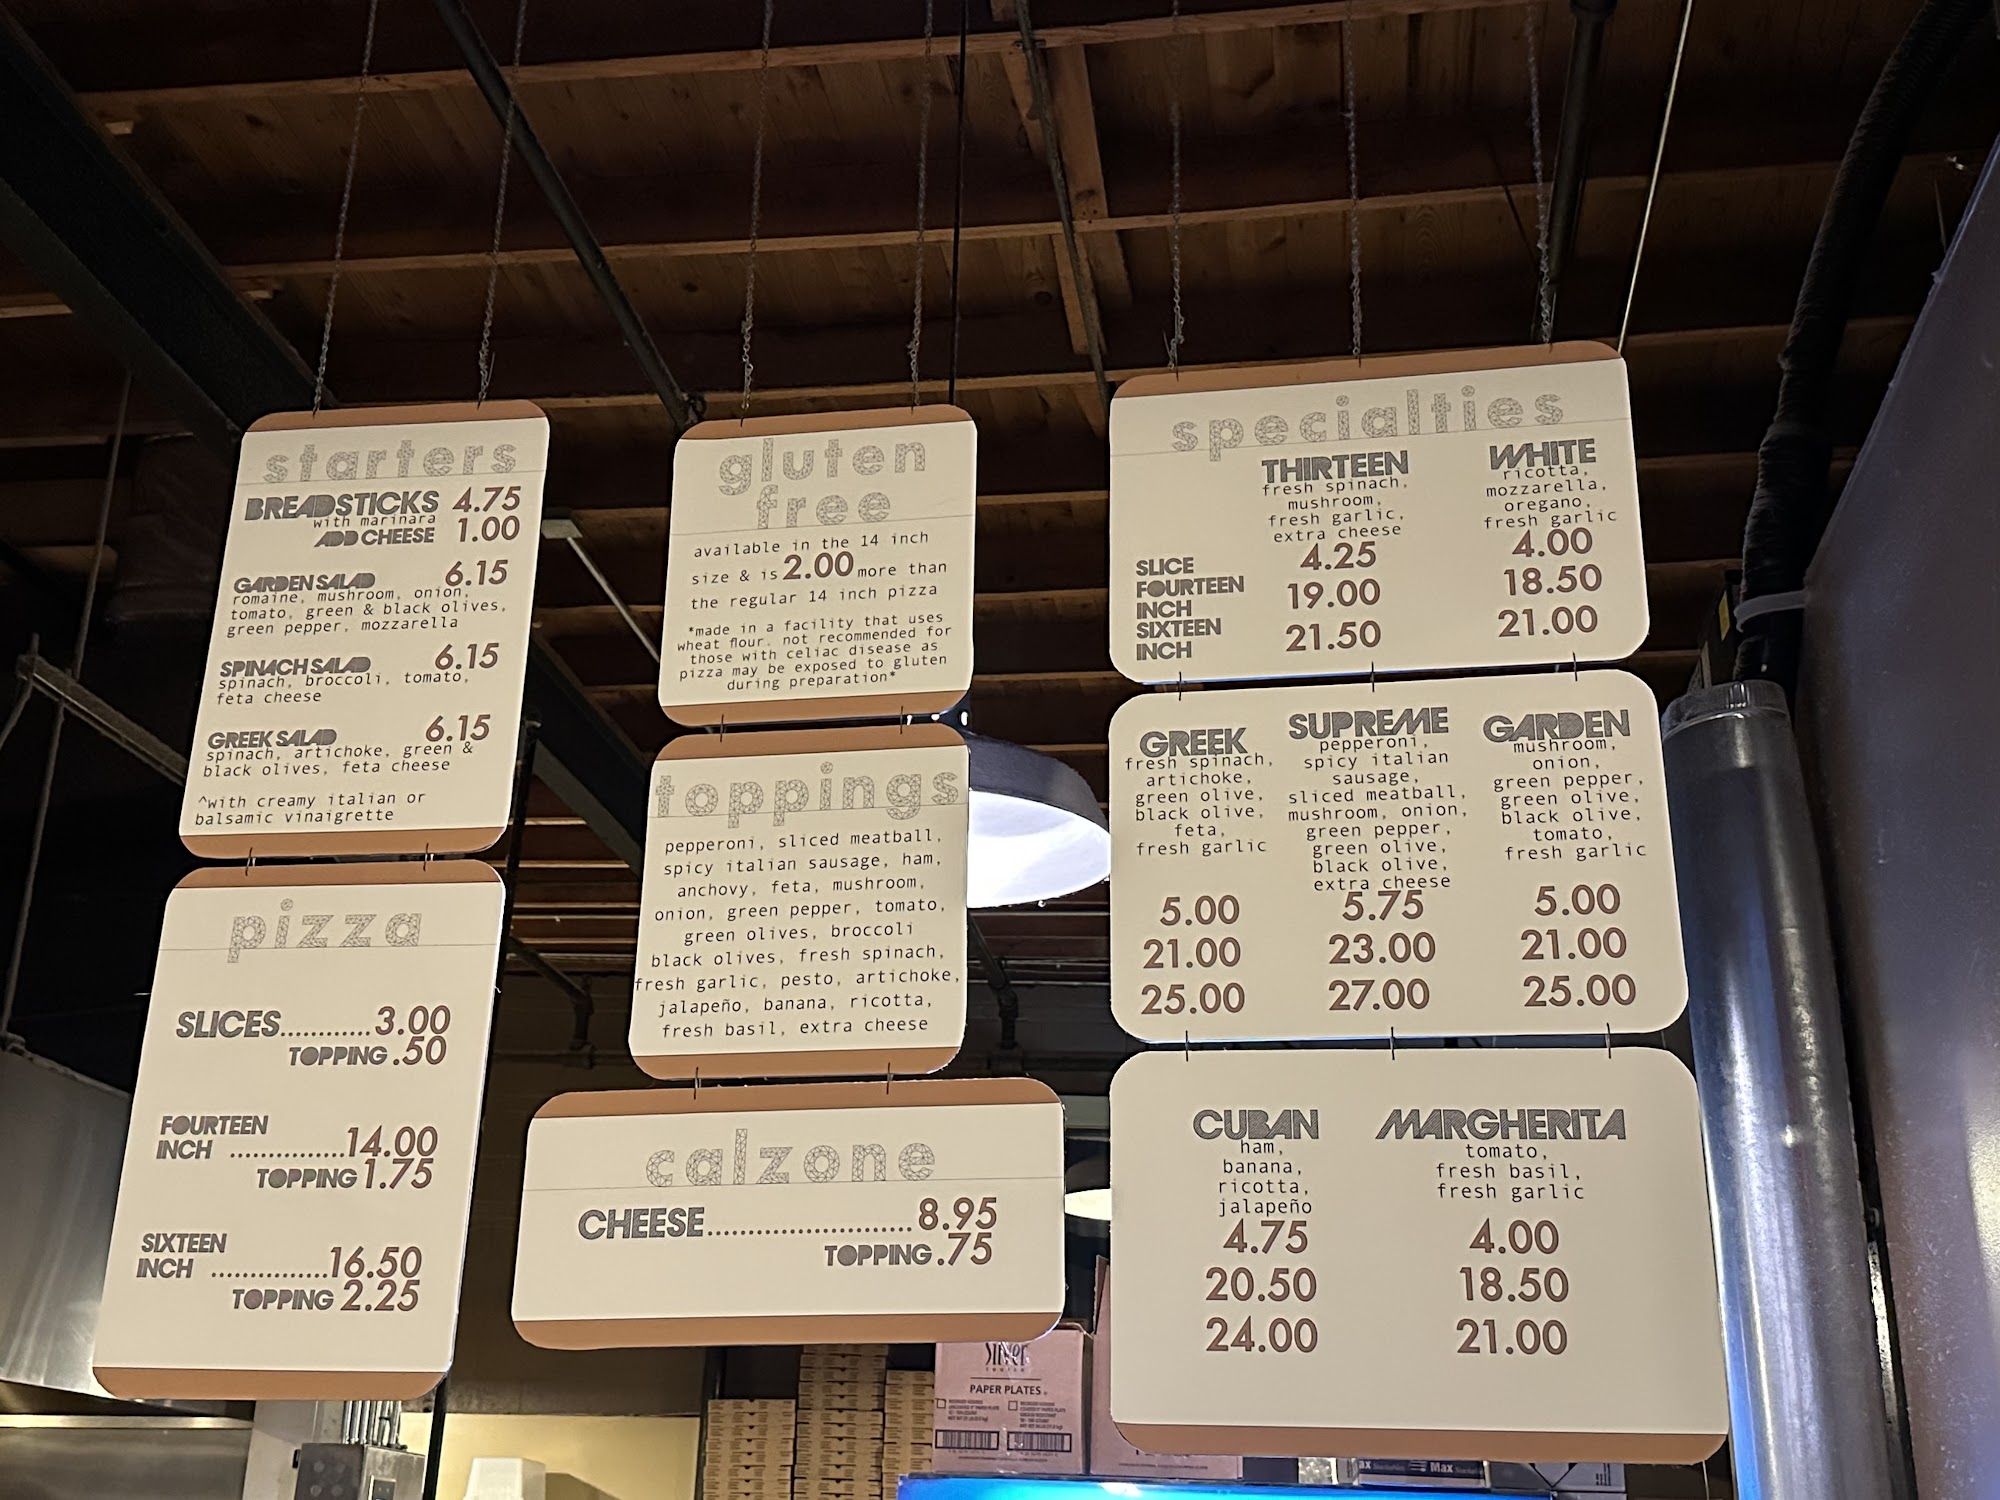 starters
BREADSTICKS 4.75
with marinara
ADD CHEESE 1.00
GARDEN SALAD 6.15
romaine, mushroom, onion,
tomato, green & black olives,
green pepper, mozzarella
SPINACH SALAD 6.15
spinach, broccoli, tomato,
feta cheese
GREEK SALAD 6.15
spinach, artichoke, green &
black olives, feta cheese
^with creamy italian or
balsamic vinaigrette
pizza
SLICES............3.00
TOPPING .50
FOURTEEN
INCH ...............14.00
TOPPING 1.75
SIXTEEN
INCH ...............16.50
TOPPING 2.25
gluten
free
available in the 14 inch
size & is 2.00 more than
the regular 14 inch pizza
*made in a facility that uses
wheat flour. not recommended for
those with celiac disease as
pizza may be exposed to gluten
during preparation*
toppings
pepperoni, sliced meatball,
spicy italian sausage, ham,
anchovy, feta, mushroom,
onion, green pepper, tomato,
green olives, broccoli
black olives, fresh spinach,
fresh garlic, pesto, artichoke,
jalapeño, banana, ricotta,
fresh basil, extra cheese
calzone
CHEESE..........................8.95
TOPPING .75
specialties
THIRTEEN
fresh spinach,
mushroom,
fresh garlic,
extra cheese
WHITE
ricotta,
mozzarella,
oregano,
fresh garlic
SLICE 4.25 4.00
FOURTEEN
INCH 19.00 18.50
SIXTEEN
INCH 21.50 21.00
GREEK
fresh spinach,
artichoke,
green olive,
black olive,
feta,
fresh garlic
5.00
21.00
25.00
SUPREME
pepperoni,
spicy italian
sausage,
sliced meatball,
mushroom, onion,
green pepper,
green olive,
black olive,
extra cheese
5.75
23.00
27.00
GARDEN
mushroom,
onion,
green pepper,
green olive,
black olive,
tomato,
fresh garlic
5.00
21.00
25.00
CUBAN
ham,
banana,
ricotta,
jalapeño
4.75
20.50
24.00
MARGHERITA
tomato,
fresh basil,
fresh garlic
4.00
18.50
21.00
Silver
source
PAPER PLATES
Max